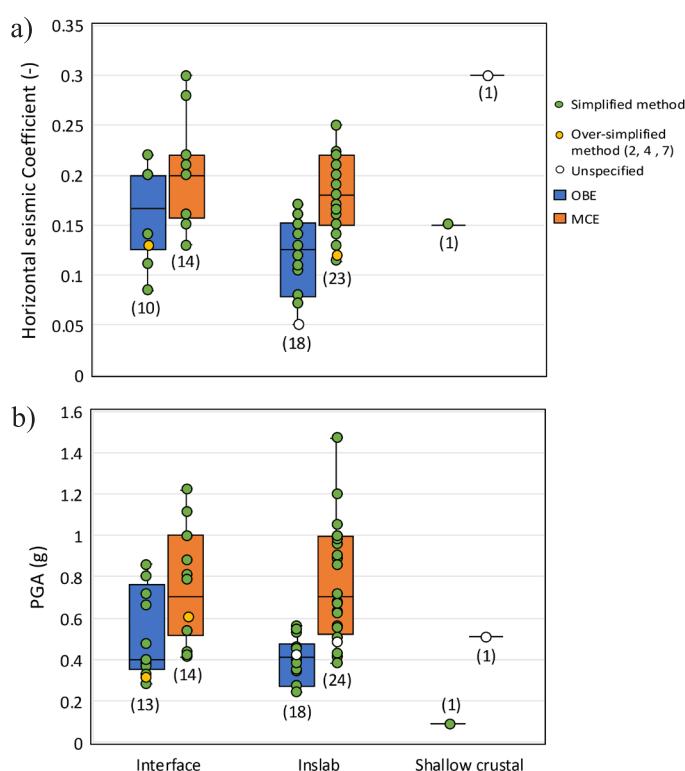 a)
Horizontal seismic Coefficient (-)
0.35
0.3
0.25
0.2
0.15
0.1
0.05
0
(10)
(14)
(18)
(23)
(1)
(1)
Simplified method
Over-simplified
method (2, 4 , 7)
Unspecified
OBE
MCE
b)
PGA (g)
1.6
1.4
1.2
1
0.8
0.6
0.4
0.2
0
(13)
(14)
(18)
(24)
(1)
(1)
Interface
Inslab
Shallow crustal